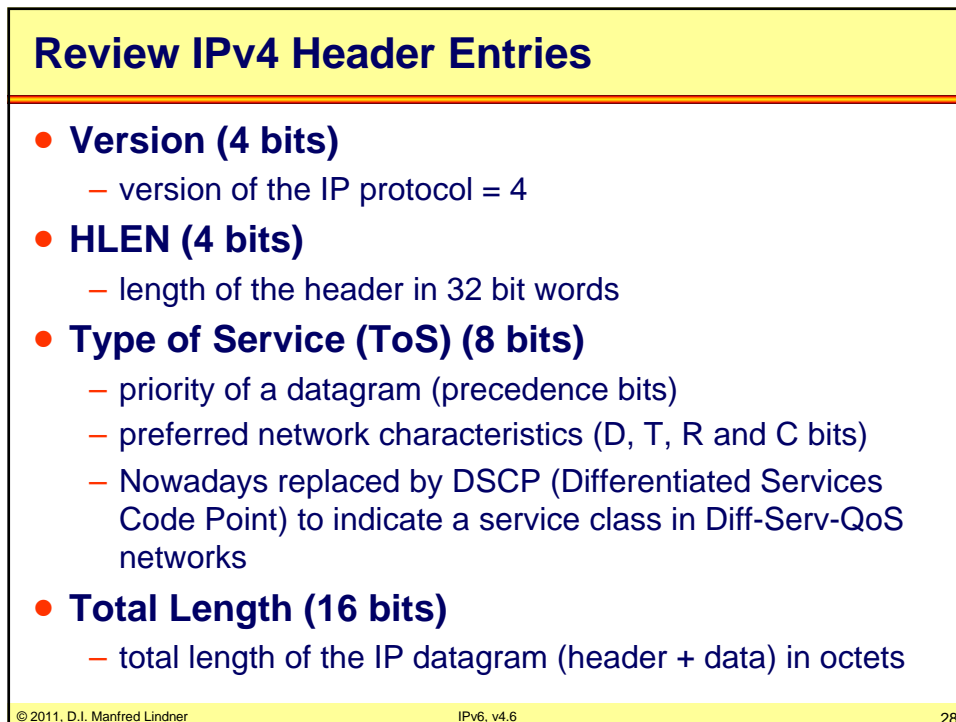 Review IPv4 Header Entries
• Version (4 bits)
– version of the IP protocol = 4
• HLEN (4 bits)
– length of the header in 32 bit words
• Type of Service (ToS) (8 bits)
– priority of a datagram (precedence bits)
– preferred network characteristics (D, T, R and C bits)
– Nowadays replaced by DSCP (Differentiated Services
Code Point) to indicate a service class in Diff-Serv-QoS
networks
• Total Length (16 bits)
– total length of the IP datagram (header + data) in octets
© 2011, D.I. Manfred Lindner
IPv6, v4.6
28